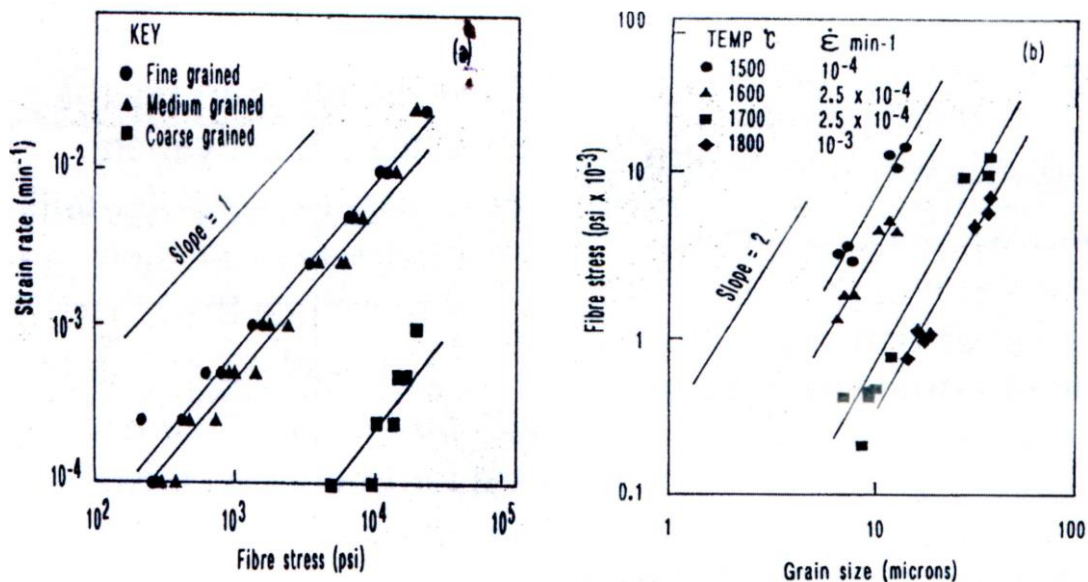 KEY
Fine grained
Medium grained
Coarse grained
(a)
Slope = 1
Strain rate (min⁻¹)
10⁻²
10⁻³
10⁻⁴
10² 10³ 10⁴ 10⁵
Fibre stress (psi)
TEMP °C ε̇ min-1
1500 10⁻⁴
1600 2.5 x 10⁻⁴
1700 2.5 x 10⁻⁴
1800 10⁻³
(b)
Slope = 2
Fibre stress (psi x 10⁻³)
100
10
1
0.1
1 10 100
Grain size (microns)